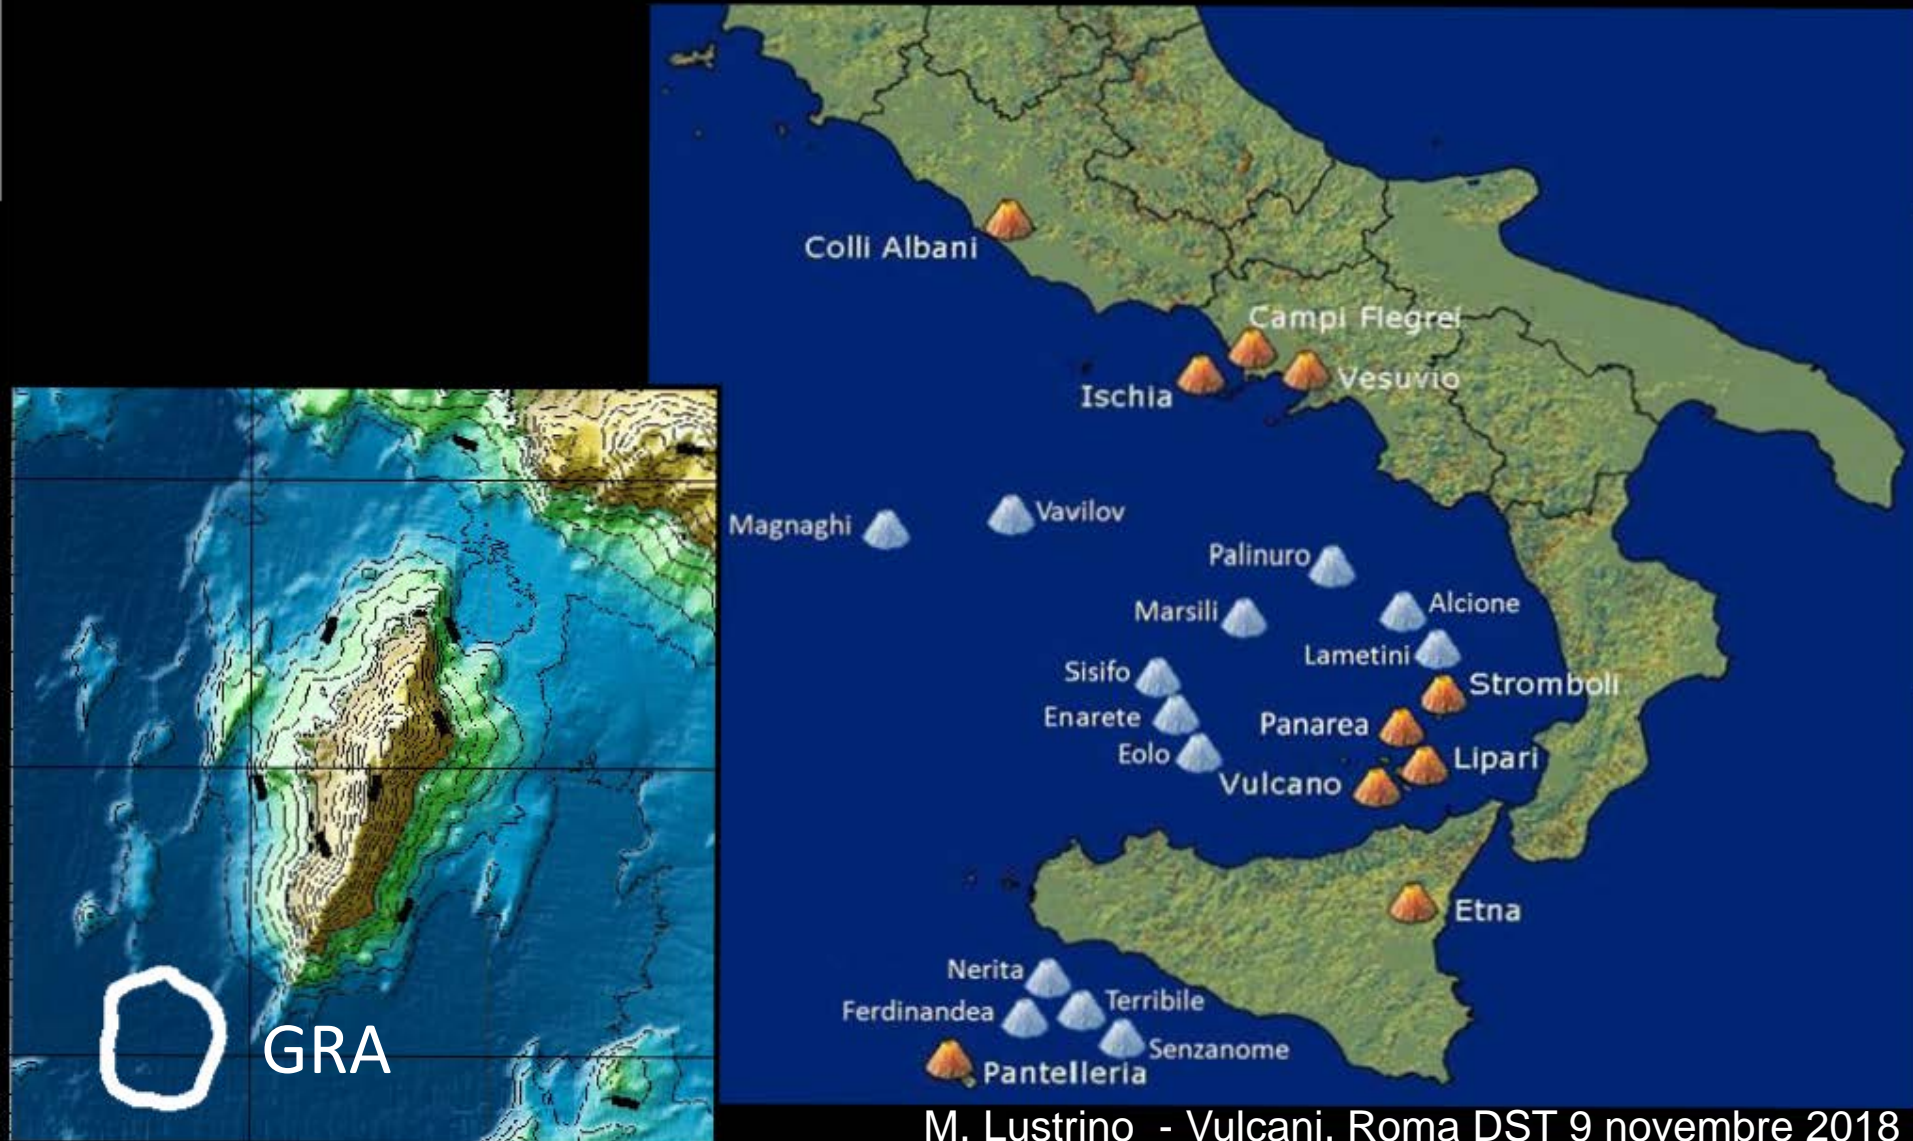 Colli Albani
Campi Flegrei
Vesuvio
Ischia
Magnaghi
Vavilov
Palinuro
Marsili
Alcione
Lametini
Sisifo
Stromboli
Enarete
Panarea
Eolo
Lipari
Vulcano
Etna
Nerita
Terribile
Ferdinandea
Senzanome
Pantelleria
GRA
M. Lustrino - Vulcani. Roma DST 9 novembre 2018